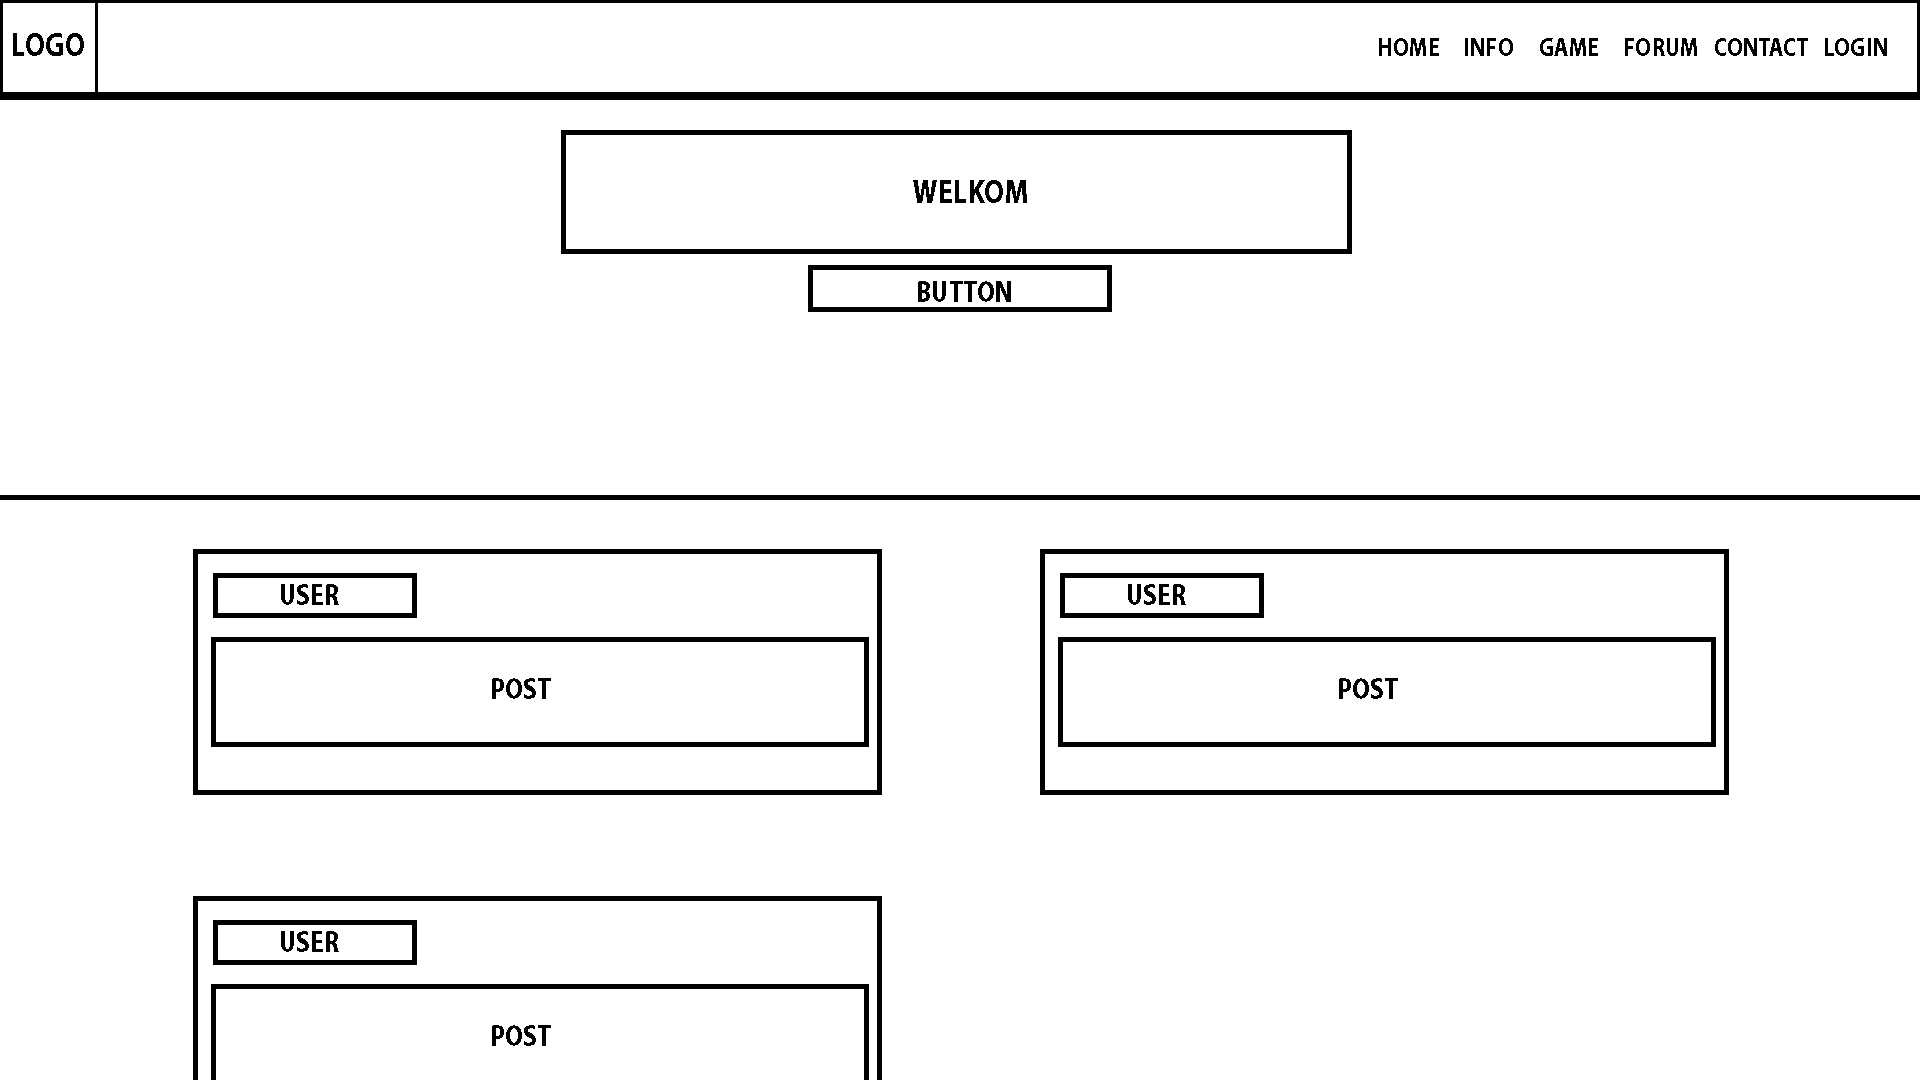 LOGO
HOME INFO GAME FORUM CONTACT LOGIN
WELKOM
BUTTON
USER
POST
USER
POST
USER
POST